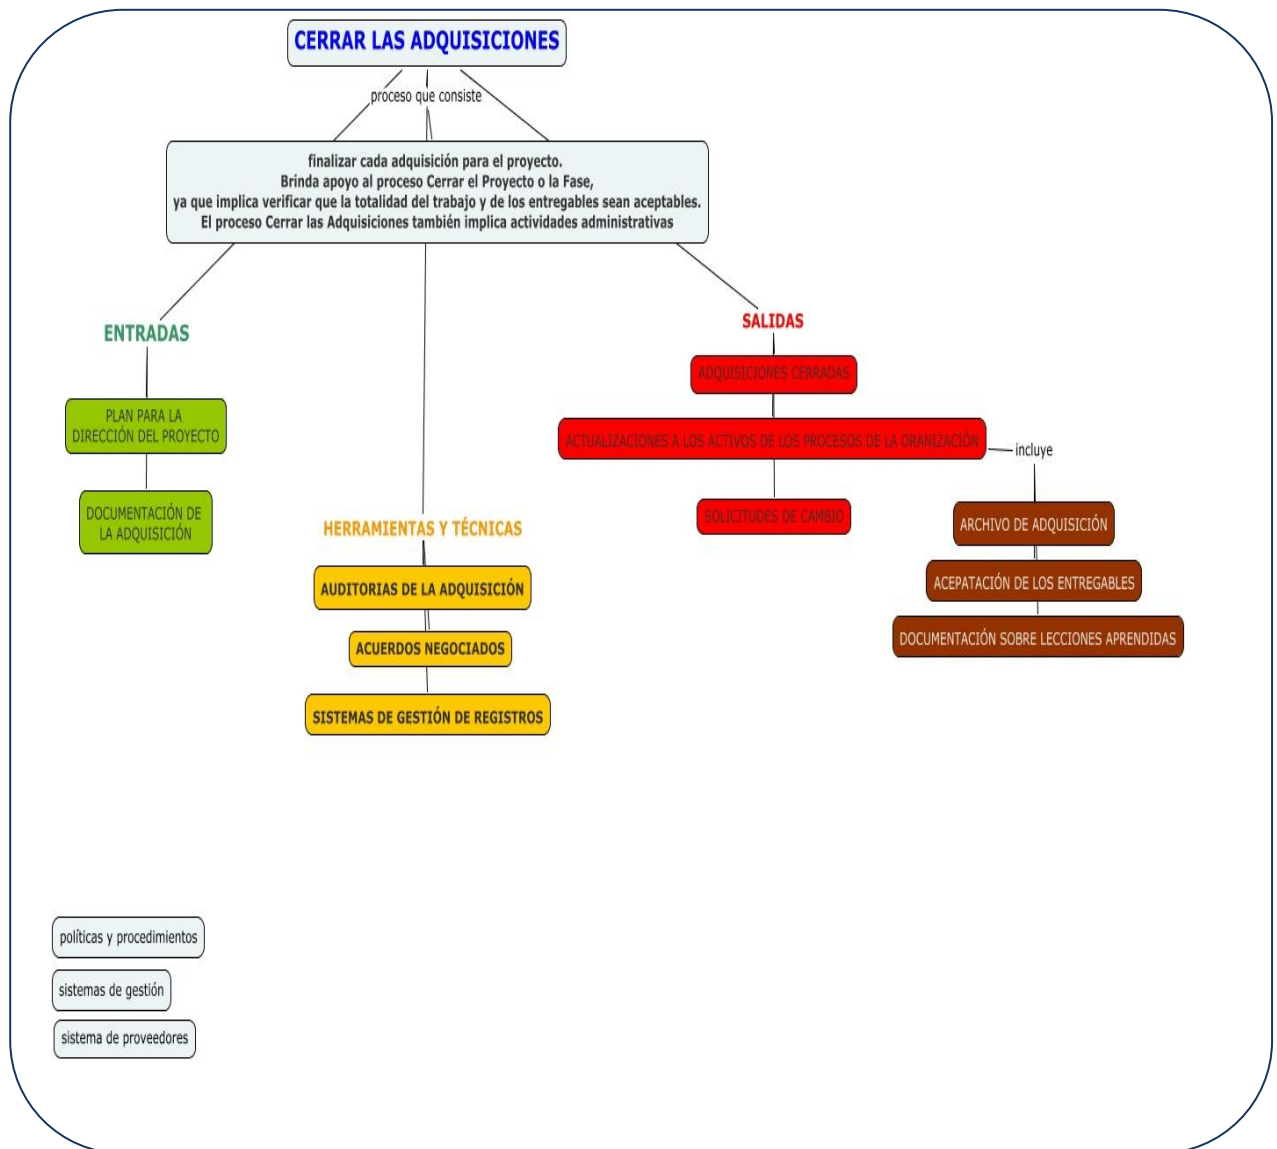 CERRAR LAS ADQUISICIONES
proceso que consiste
finalizar cada adquisición para el proyecto.
Brinda apoyo al proceso Cerrar el Proyecto o la Fase,
ya que implica verificar que la totalidad del trabajo y de los entregables sean aceptables.
El proceso Cerrar las Adquisiciones también implica actividades administrativas
ENTRADAS
PLAN PARA LA
DIRECCIÓN DEL PROYECTO
DOCUMENTACIÓN DE
LA ADQUISICIÓN
HERRAMIENTAS Y TÉCNICAS
AUDITORIAS DE LA ADQUISICIÓN
ACUERDOS NEGOCIADOS
SISTEMAS DE GESTIÓN DE REGISTROS
SALIDAS
ADQUISICIONES CERRADAS
ACTUALIZACIONES A LOS ACTIVOS DE LOS PROCESOS DE LA ORANIZACIÓN
SOLICITUDES DE CAMBIO
incluye
ARCHIVO DE ADQUISICIÓN
ACEPATACIÓN DE LOS ENTREGABLES
DOCUMENTACIÓN SOBRE LECCIONES APRENDIDAS
políticas y procedimientos
sistemas de gestión
sistema de proveedores